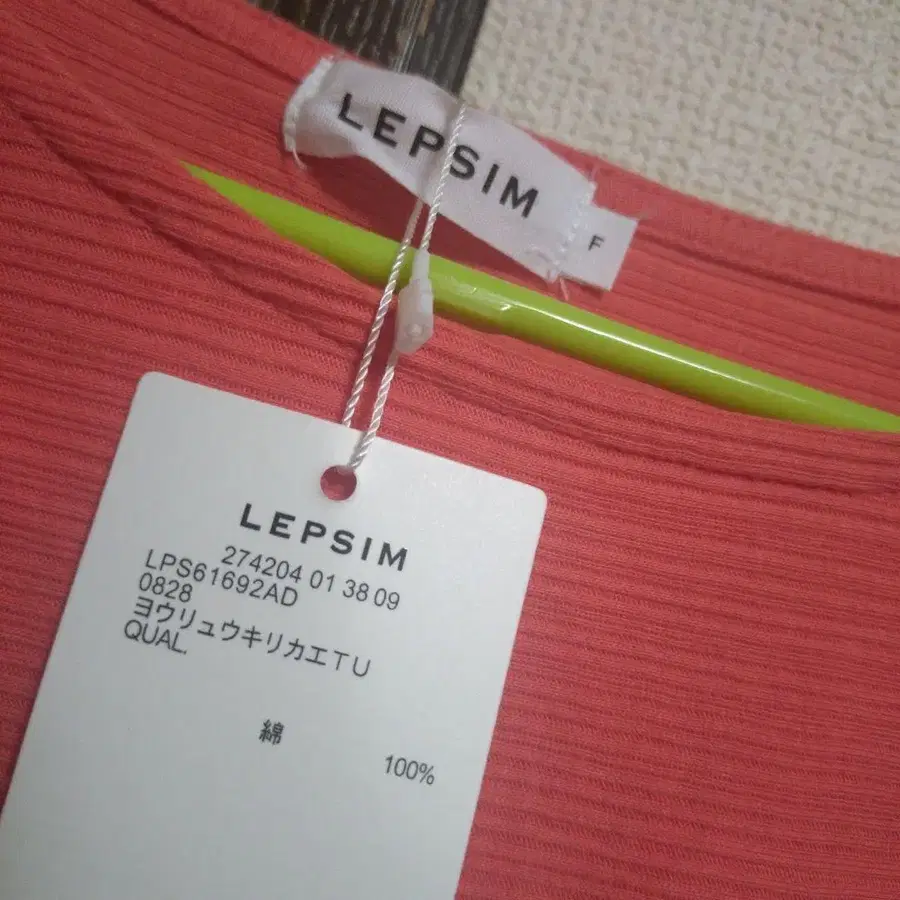 LEPSIM
F
LEPSIM
274204 01 38 09
LPS61692AD
0828
ヨウリュウキリカエTU
QUAL.
綿
100%